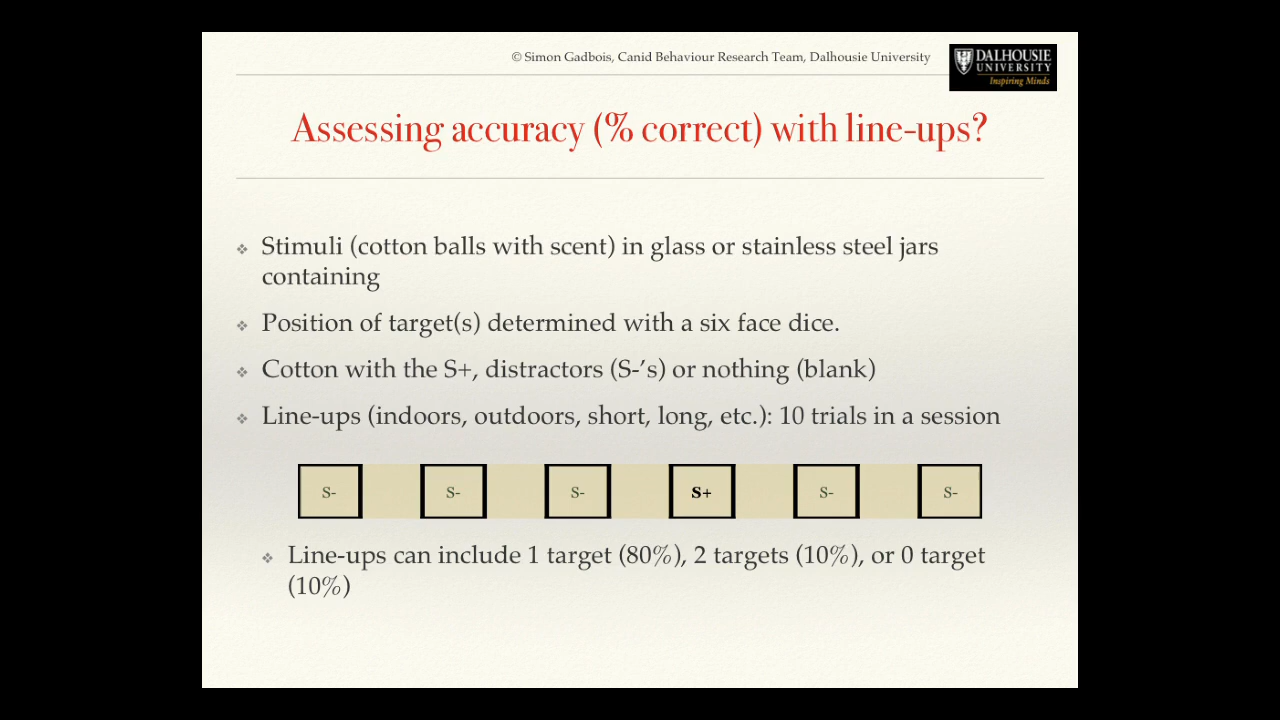 © Simon Gadbois, Canid Behaviour Research Team, Dalhousie University
DALHOUSIE
UNIVERSITY
Inspiring Minds
Assessing accuracy (% correct) with line-ups?
❖ Stimuli (cotton balls with scent) in glass or stainless steel jars
containing
❖ Position of target(s) determined with a six face dice.
❖ Cotton with the S+, distractors (S-’s) or nothing (blank)
❖ Line-ups (indoors, outdoors, short, long, etc.): 10 trials in a session
S- S- S- S+ S- S-
❖ Line-ups can include 1 target (80%), 2 targets (10%), or 0 target
(10%)